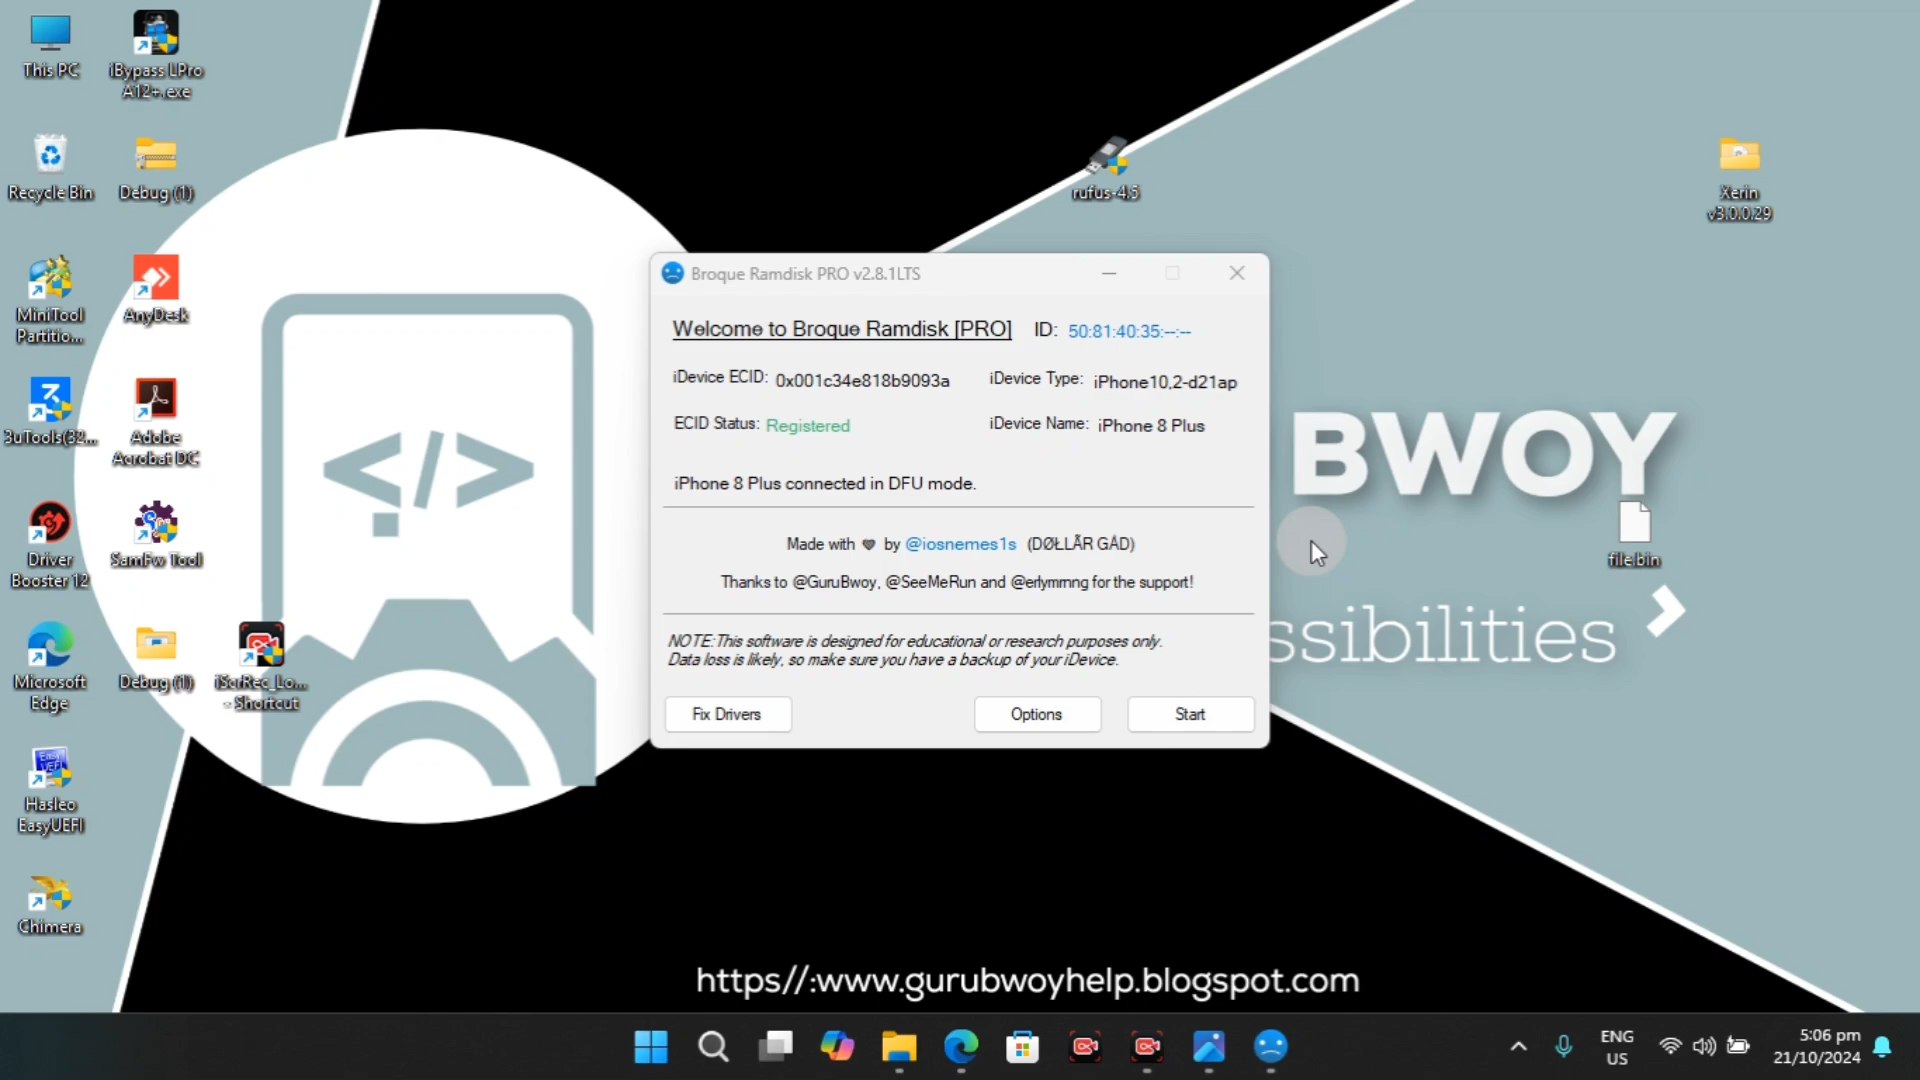 This PC
iBypass LPro
A12+.exe
Recycle Bin
Debug (1)
rufus-4.5
Xerin
v3.0.0.29
MiniTool
Partitio...
AnyDesk
3uTools(32...
Adobe
Acrobat DC
Driver
Booster 12
SamFw Tool
Microsoft
Edge
Debug (1)
iScrRec_Lo...
- Shortcut
Easy
UEFI
Hasleo
EasyUEFI
Chimera
Broque Ramdisk PRO v2.8.1LTS
Welcome to Broque Ramdisk [PRO] ID: 50:81:40:35:--:--
iDevice ECID: 0x001c34e818b9093a iDevice Type: iPhone10,2-d21ap
ECID Status: Registered iDevice Name: iPhone 8 Plus
iPhone 8 Plus connected in DFU mode.
Made with ♥ by @iosnemes1s (DØŁLÃR GÅD)
Thanks to @GuruBwoy, @SeeMeRun and @erlymrnng for the support!
NOTE: This software is designed for educational or research purposes only.
Data loss is likely, so make sure you have a backup of your iDevice.
Fix Drivers
Options
Start
BWOY
file.bin
ssibilities
https//:www.gurubwoyhelp.blogspot.com
ENG
US
5:06 pm
21/10/2024